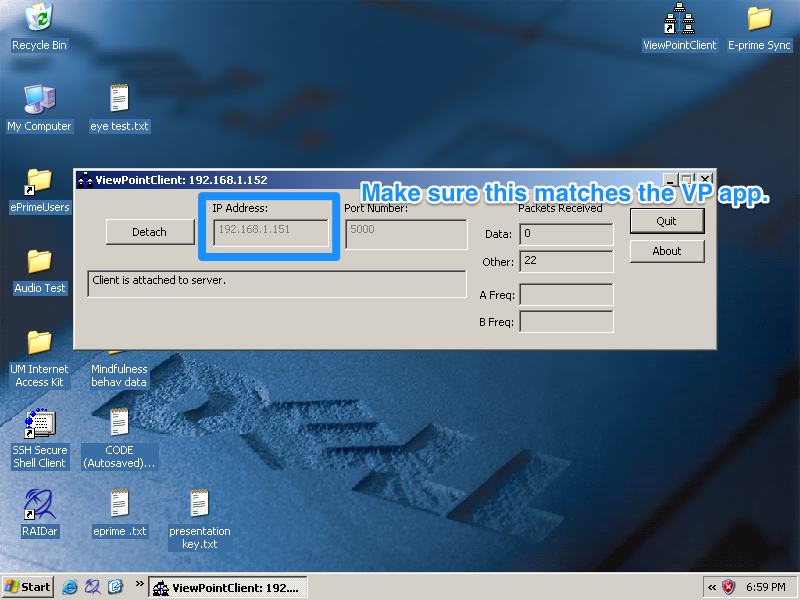 Recycle Bin
ViewPointClient
E-prime Sync
My Computer
eye test.txt
ePrimeUsers
ViewPointClient: 192.168.1.152
Make sure this matches the VP app.
IP Address:
Port Number:
Packets Received
Detach
192.168.1.151
5000
Data:
0
Quit
Other:
22
About
Client is attached to server.
A Freq:
B Freq:
Audio Test
UM Internet
Access Kit
Mindfulness
behav data
SSH Secure
Shell Client
CODE
(Autosaved)...
RAIDar
eprime .txt
presentation
key.txt
DELL
Start
»
ViewPointClient: 192....
«
6:59 PM